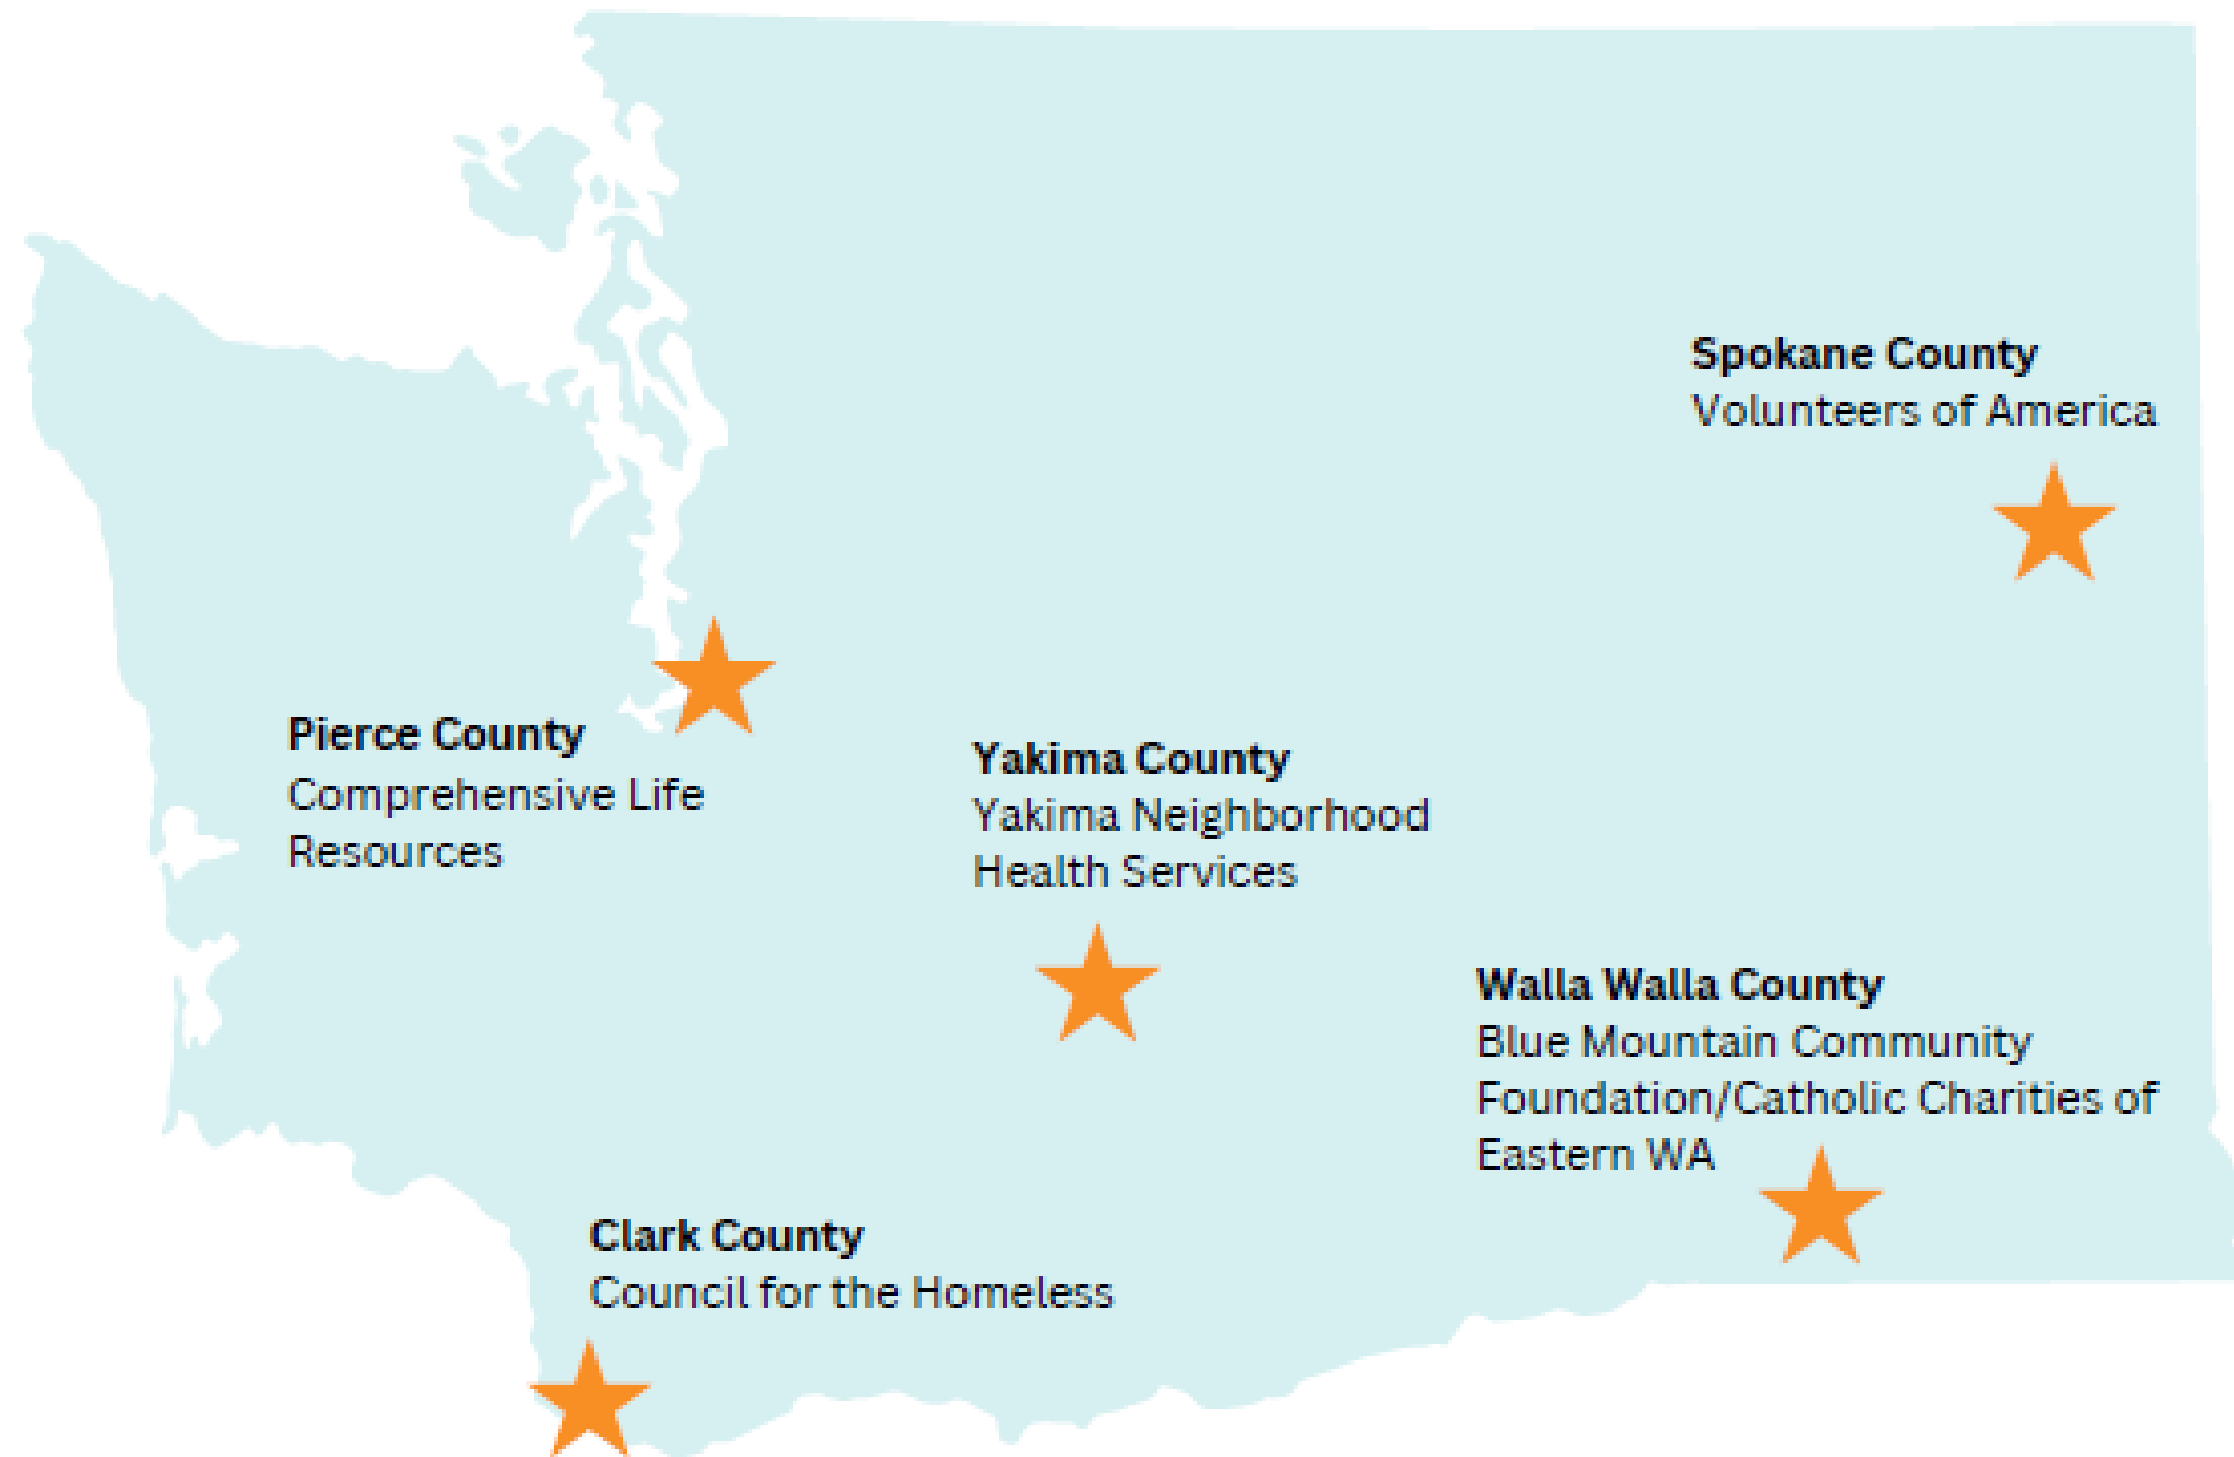 Spokane County
Volunteers of America
Pierce County
Comprehensive Life
Resources
Yakima County
Yakima Neighborhood
Health Services
Walla Walla County
Blue Mountain Community
Foundation/Catholic Charities of
Eastern WA
Clark County
Council for the Homeless